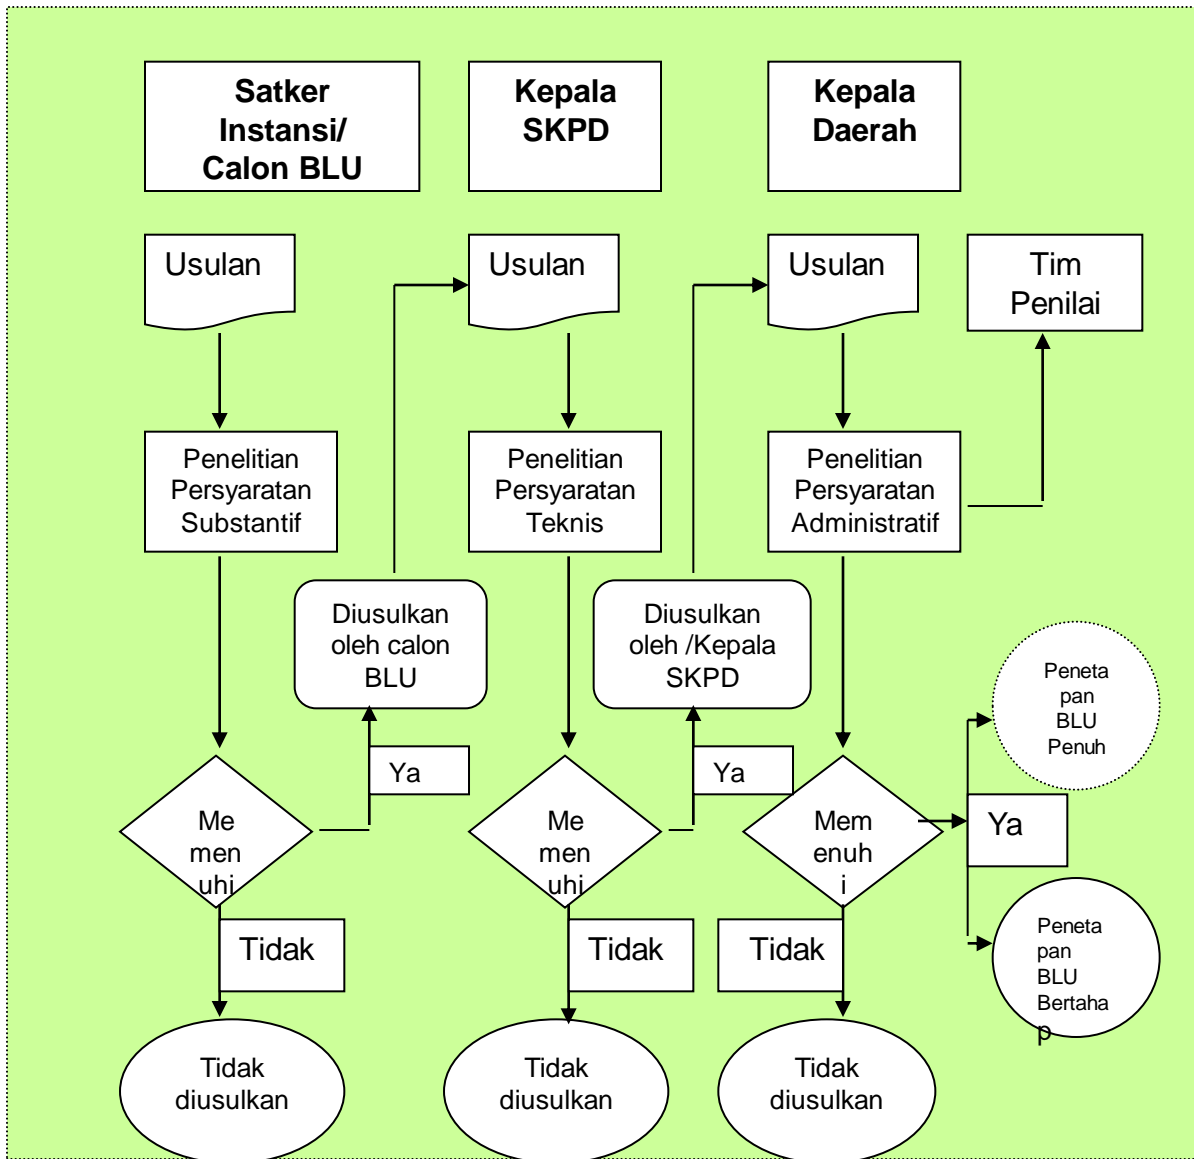 Satker
Instansi/
Calon BLU
Kepala
SKPD
Kepala
Daerah
Usulan
Usulan
Usulan
Tim
Penilai
Penelitian
Persyaratan
Substantif
Penelitian
Persyaratan
Teknis
Penelitian
Persyaratan
Administratif
Diusulkan
oleh calon
BLU
Diusulkan
oleh /Kepala
SKPD
Peneta
pan
BLU
Penuh
Ya
Ya
Ya
Me
men
uhi
Me
men
uhi
Mem
enuh
i
Tidak
Tidak
Tidak
Peneta
pan
BLU
Bertaha
p
Tidak
diusulkan
Tidak
diusulkan
Tidak
diusulkan